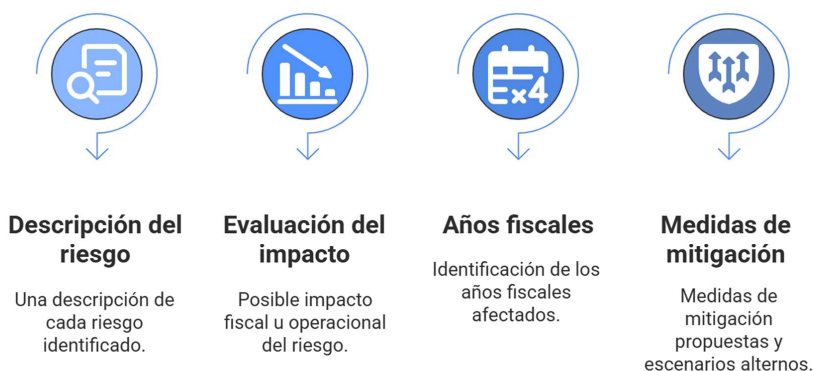 Ex4
Descripción del
riesgo
Una descripción de
cada riesgo
identificado.
Evaluación del
impacto
Posible impacto
fiscal u operacional
del riesgo.
Años fiscales
Identificación de los
años fiscales
afectados.
Medidas de
mitigación
Medidas de
mitigación
propuestas y
escenarios alternos.